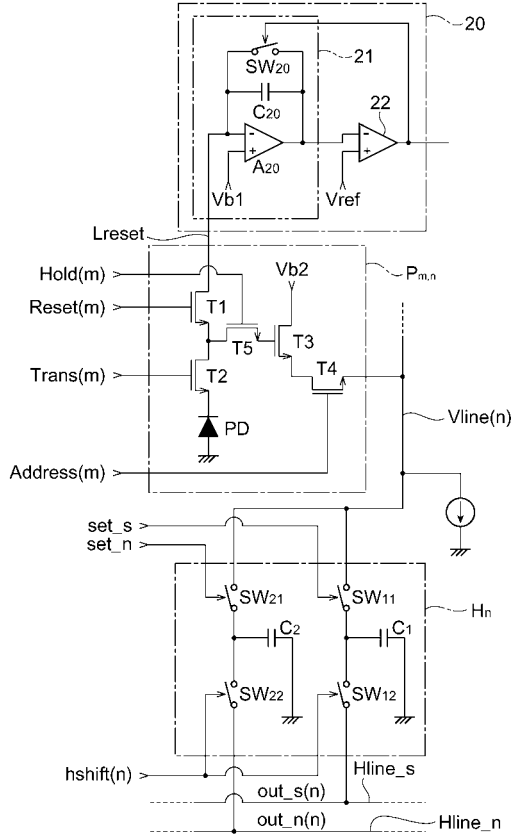 20
21
SW20
C20
22
-
+
A20
-
+
Vb1
Vref
Lreset
Hold(m)
Vb2
Pm,n
Reset(m)
T1
T3
T5
T4
Trans(m)
T2
Vline(n)
PD
Address(m)
set_s
set_n
SW21
SW11
Hn
C2
C1
SW22
SW12
hshift(n)
Hline_s
out_s(n)
out_n(n)
Hline_n